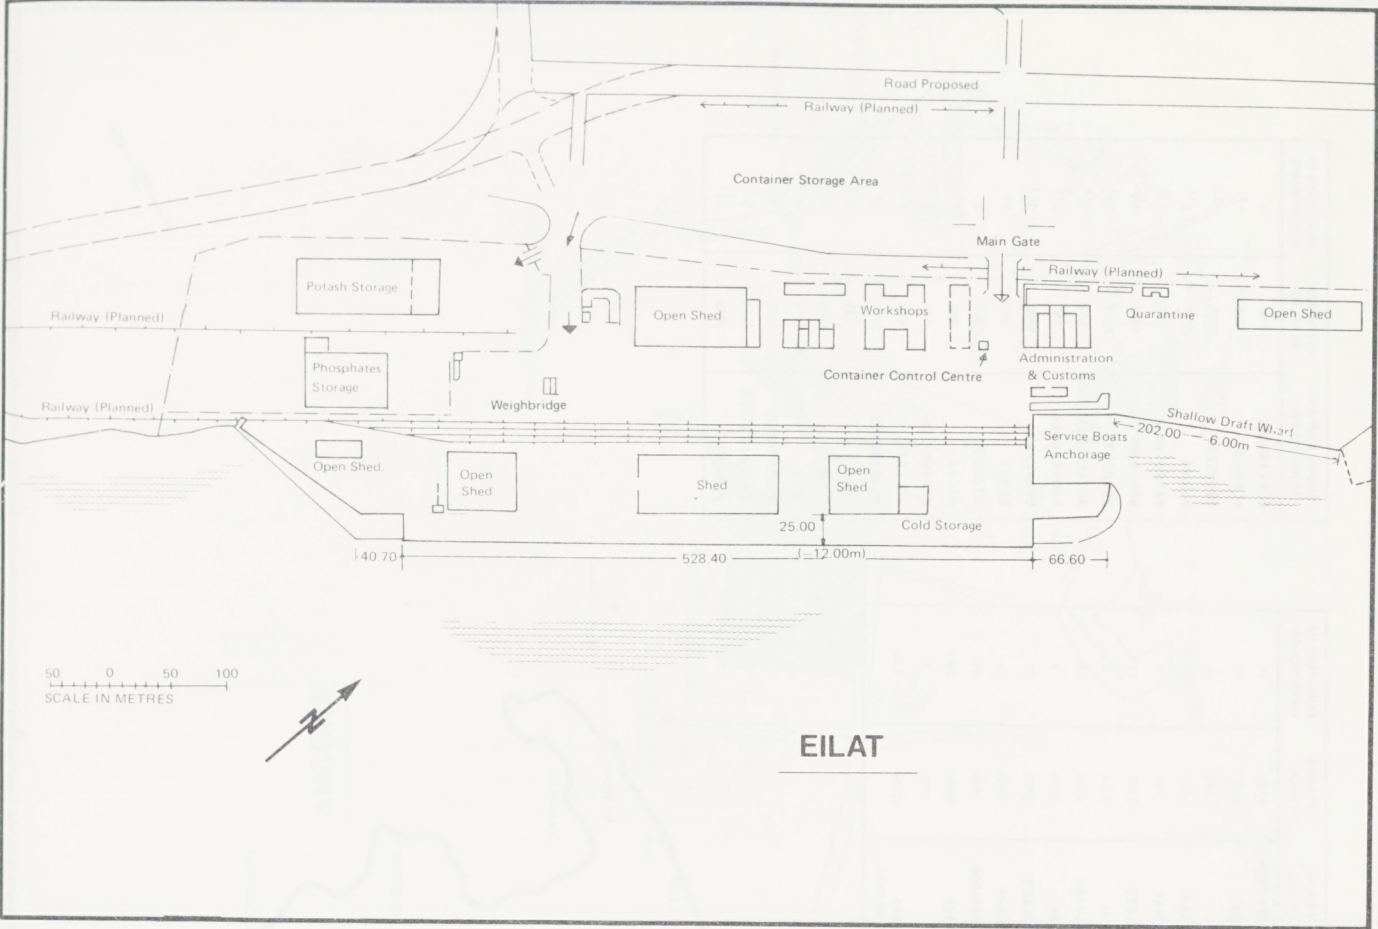 Road Proposed
Railway (Planned)
Container Storage Area
Main Gate
Railway (Planned)
Potash Storage
Railway (Planned)
Open Shed
Workshops
Quarantine
Open Shed
Phosphates
Storage
Container Control Centre
Administration
& Customs
Railway (Planned)
Weighbridge
Shallow Draft Wharf
202.00
6.00m
Service Boats
Anchorage
Open Shed.
Open
Shed
Shed
Open
Shed
Cold Storage
25.00
(-12.00m)
40.70
528.40
66.60
50 0 50 100
SCALE IN METRES
N
EILAT